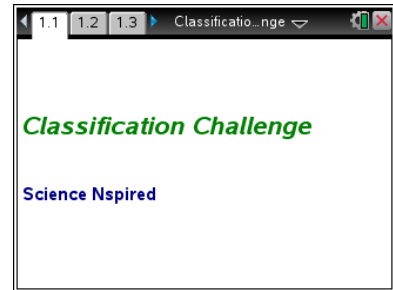 1.1 1.2 1.3 Classificatio…nge
Classification Challenge
Science Nspired